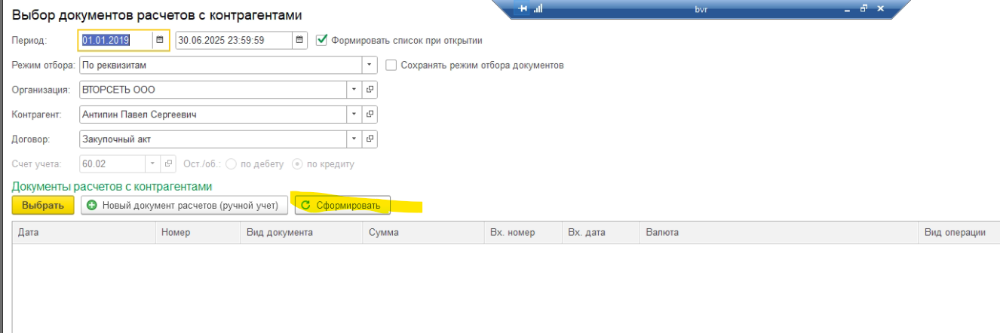 Выбор документов расчетов с контрагентами
bvr
Период: 01.01.2019 30.06.2025 23:59:59 Формировать список при открытии
Режим отбора: По реквизитам Сохранять режим отбора документов
Организация: ВТОРСЕТЬ ООО
Контрагент: Антипин Павел Сергеевич
Договор: Закупочный акт
Счет учета: 60.02 Ост./об.: по дебету по кредиту
Документы расчетов с контрагентами
Выбрать Новый документ расчетов (ручной учет) Сформировать
Дата Номер Вид документа Сумма Вх. номер Вх. дата Валюта Вид операции